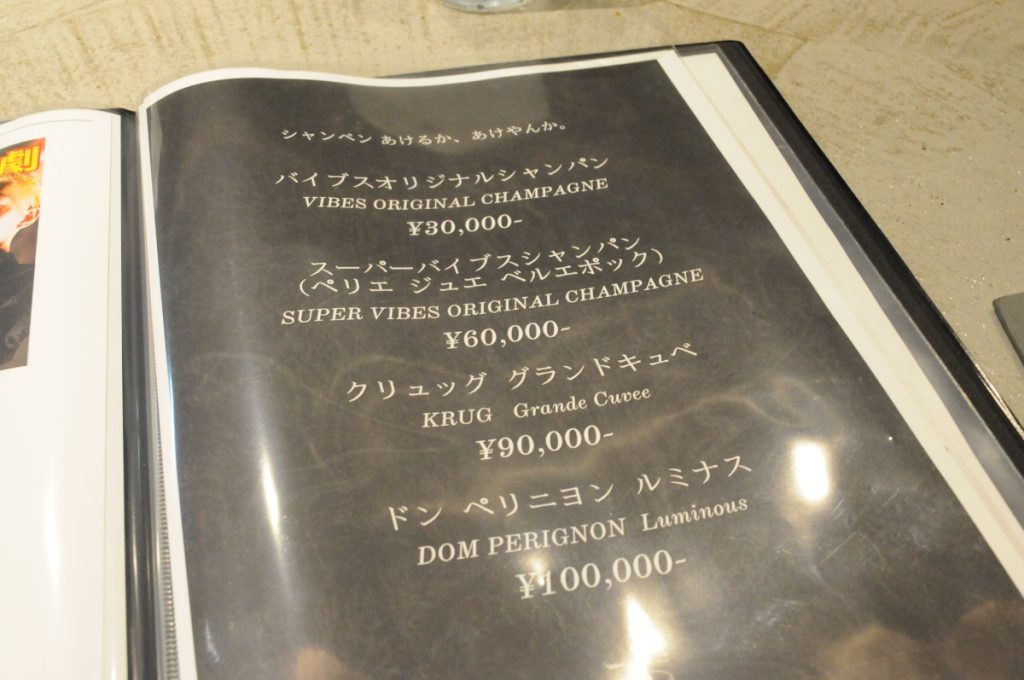 劇
シャンペン あけるか、あけやんか。
バイブスオリジナルシャンパン
VIBES ORIGINAL CHAMPAGNE
¥30,000-
スーパーバイブスシャンパン
(ペリエ ジュエ ベルエポック)
SUPER VIBES ORIGINAL CHAMPAGNE
¥60,000-
クリュッグ グランドキュベ
KRUG Grande Cuvee
¥90,000-
ドン ペリニヨン ルミナス
DOM PERIGNON Luminous
¥100,000-